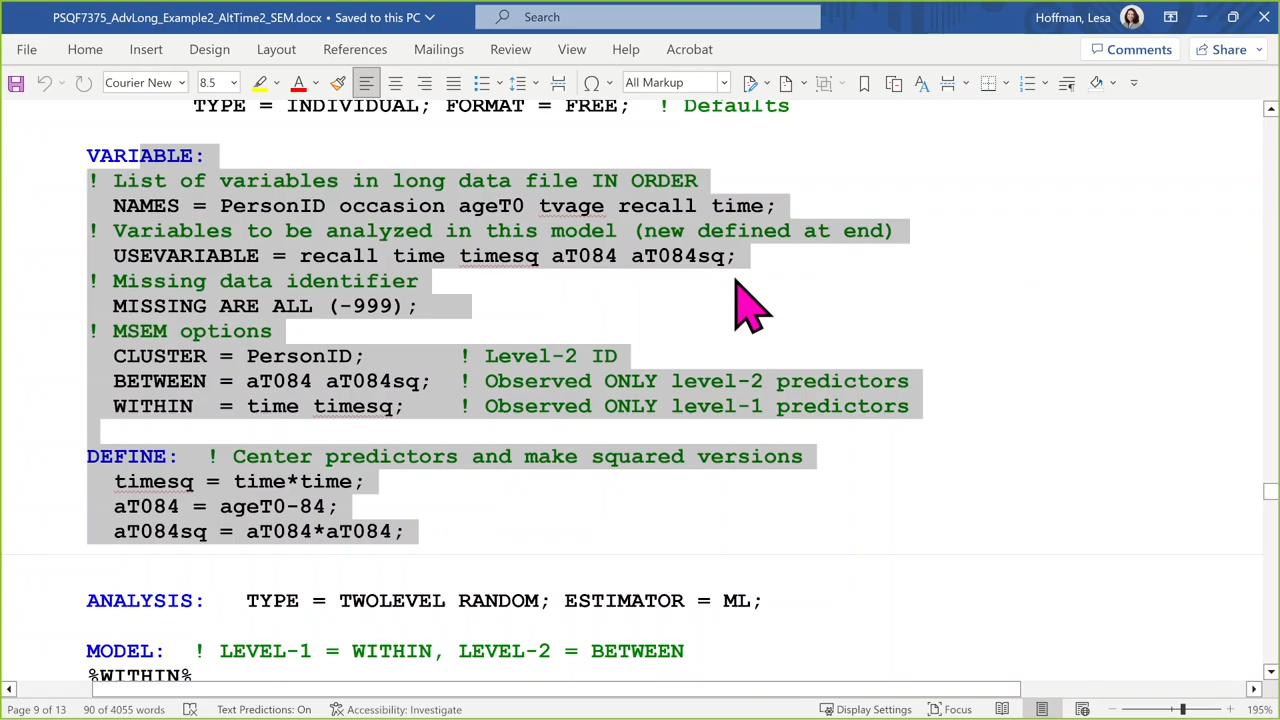 PSQF7375_AdvLong_Example2_AltTime2_SEM.docx • Saved to this PC
Search
Hoffman, Lesa
File Home Insert Design Layout References Mailings Review View Help Acrobat
Comments Share
Courier New 8.5 All Markup
TYPE = INDIVIDUAL; FORMAT = FREE; ! Defaults
VARIABLE:
! List of variables in long data file IN ORDER
NAMES = PersonID occasion ageT0 tvage recall time;
! Variables to be analyzed in this model (new defined at end)
USEVARIABLE = recall time timesq aT084 aT084sq;
! Missing data identifier
MISSING ARE ALL (-999);
! MSEM options
CLUSTER = PersonID; ! Level-2 ID
BETWEEN = aT084 aT084sq; ! Observed ONLY level-2 predictors
WITHIN = time timesq; ! Observed ONLY level-1 predictors
DEFINE: ! Center predictors and make squared versions
timesq = time*time;
aT084 = ageT0-84;
aT084sq = aT084*aT084;
ANALYSIS: TYPE = TWOLEVEL RANDOM; ESTIMATOR = ML;
MODEL: ! LEVEL-1 = WITHIN, LEVEL-2 = BETWEEN
%WITHIN%
Page 9 of 13 90 of 4055 words Text Predictions: On Accessibility: Investigate Display Settings Focus 195%